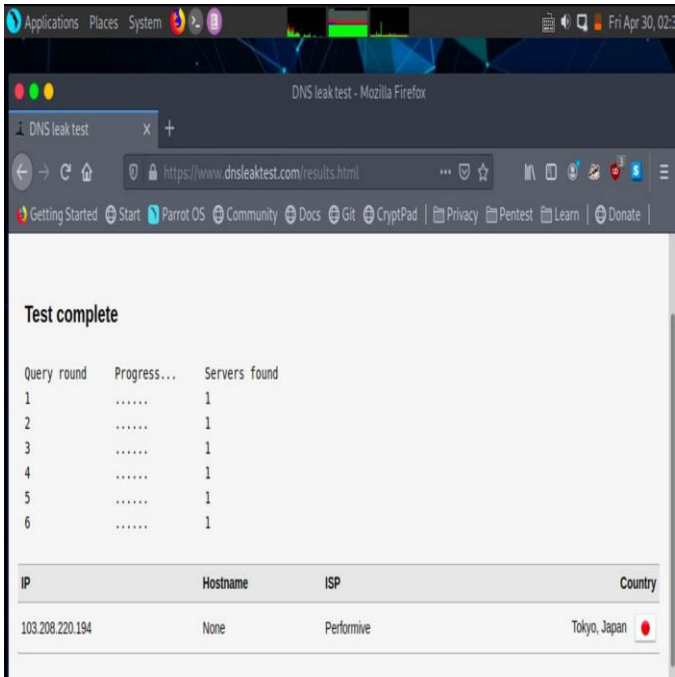 Applications Places System Fri Apr 30, 02:3
DNS leak test - Mozilla Firefox
DNS leak test X +
https://www.dnsleaktest.com/results.html
Getting Started Start Parrot OS Community Docs Git CryptPad Privacy Pentest Learn Donate
Test complete
Query round Progress... Servers found
1 ...... 1
2 ...... 1
3 ...... 1
4 ...... 1
5 ...... 1
6 ...... 1
IP Hostname ISP Country
103.208.220.194 None Performive Tokyo, Japan